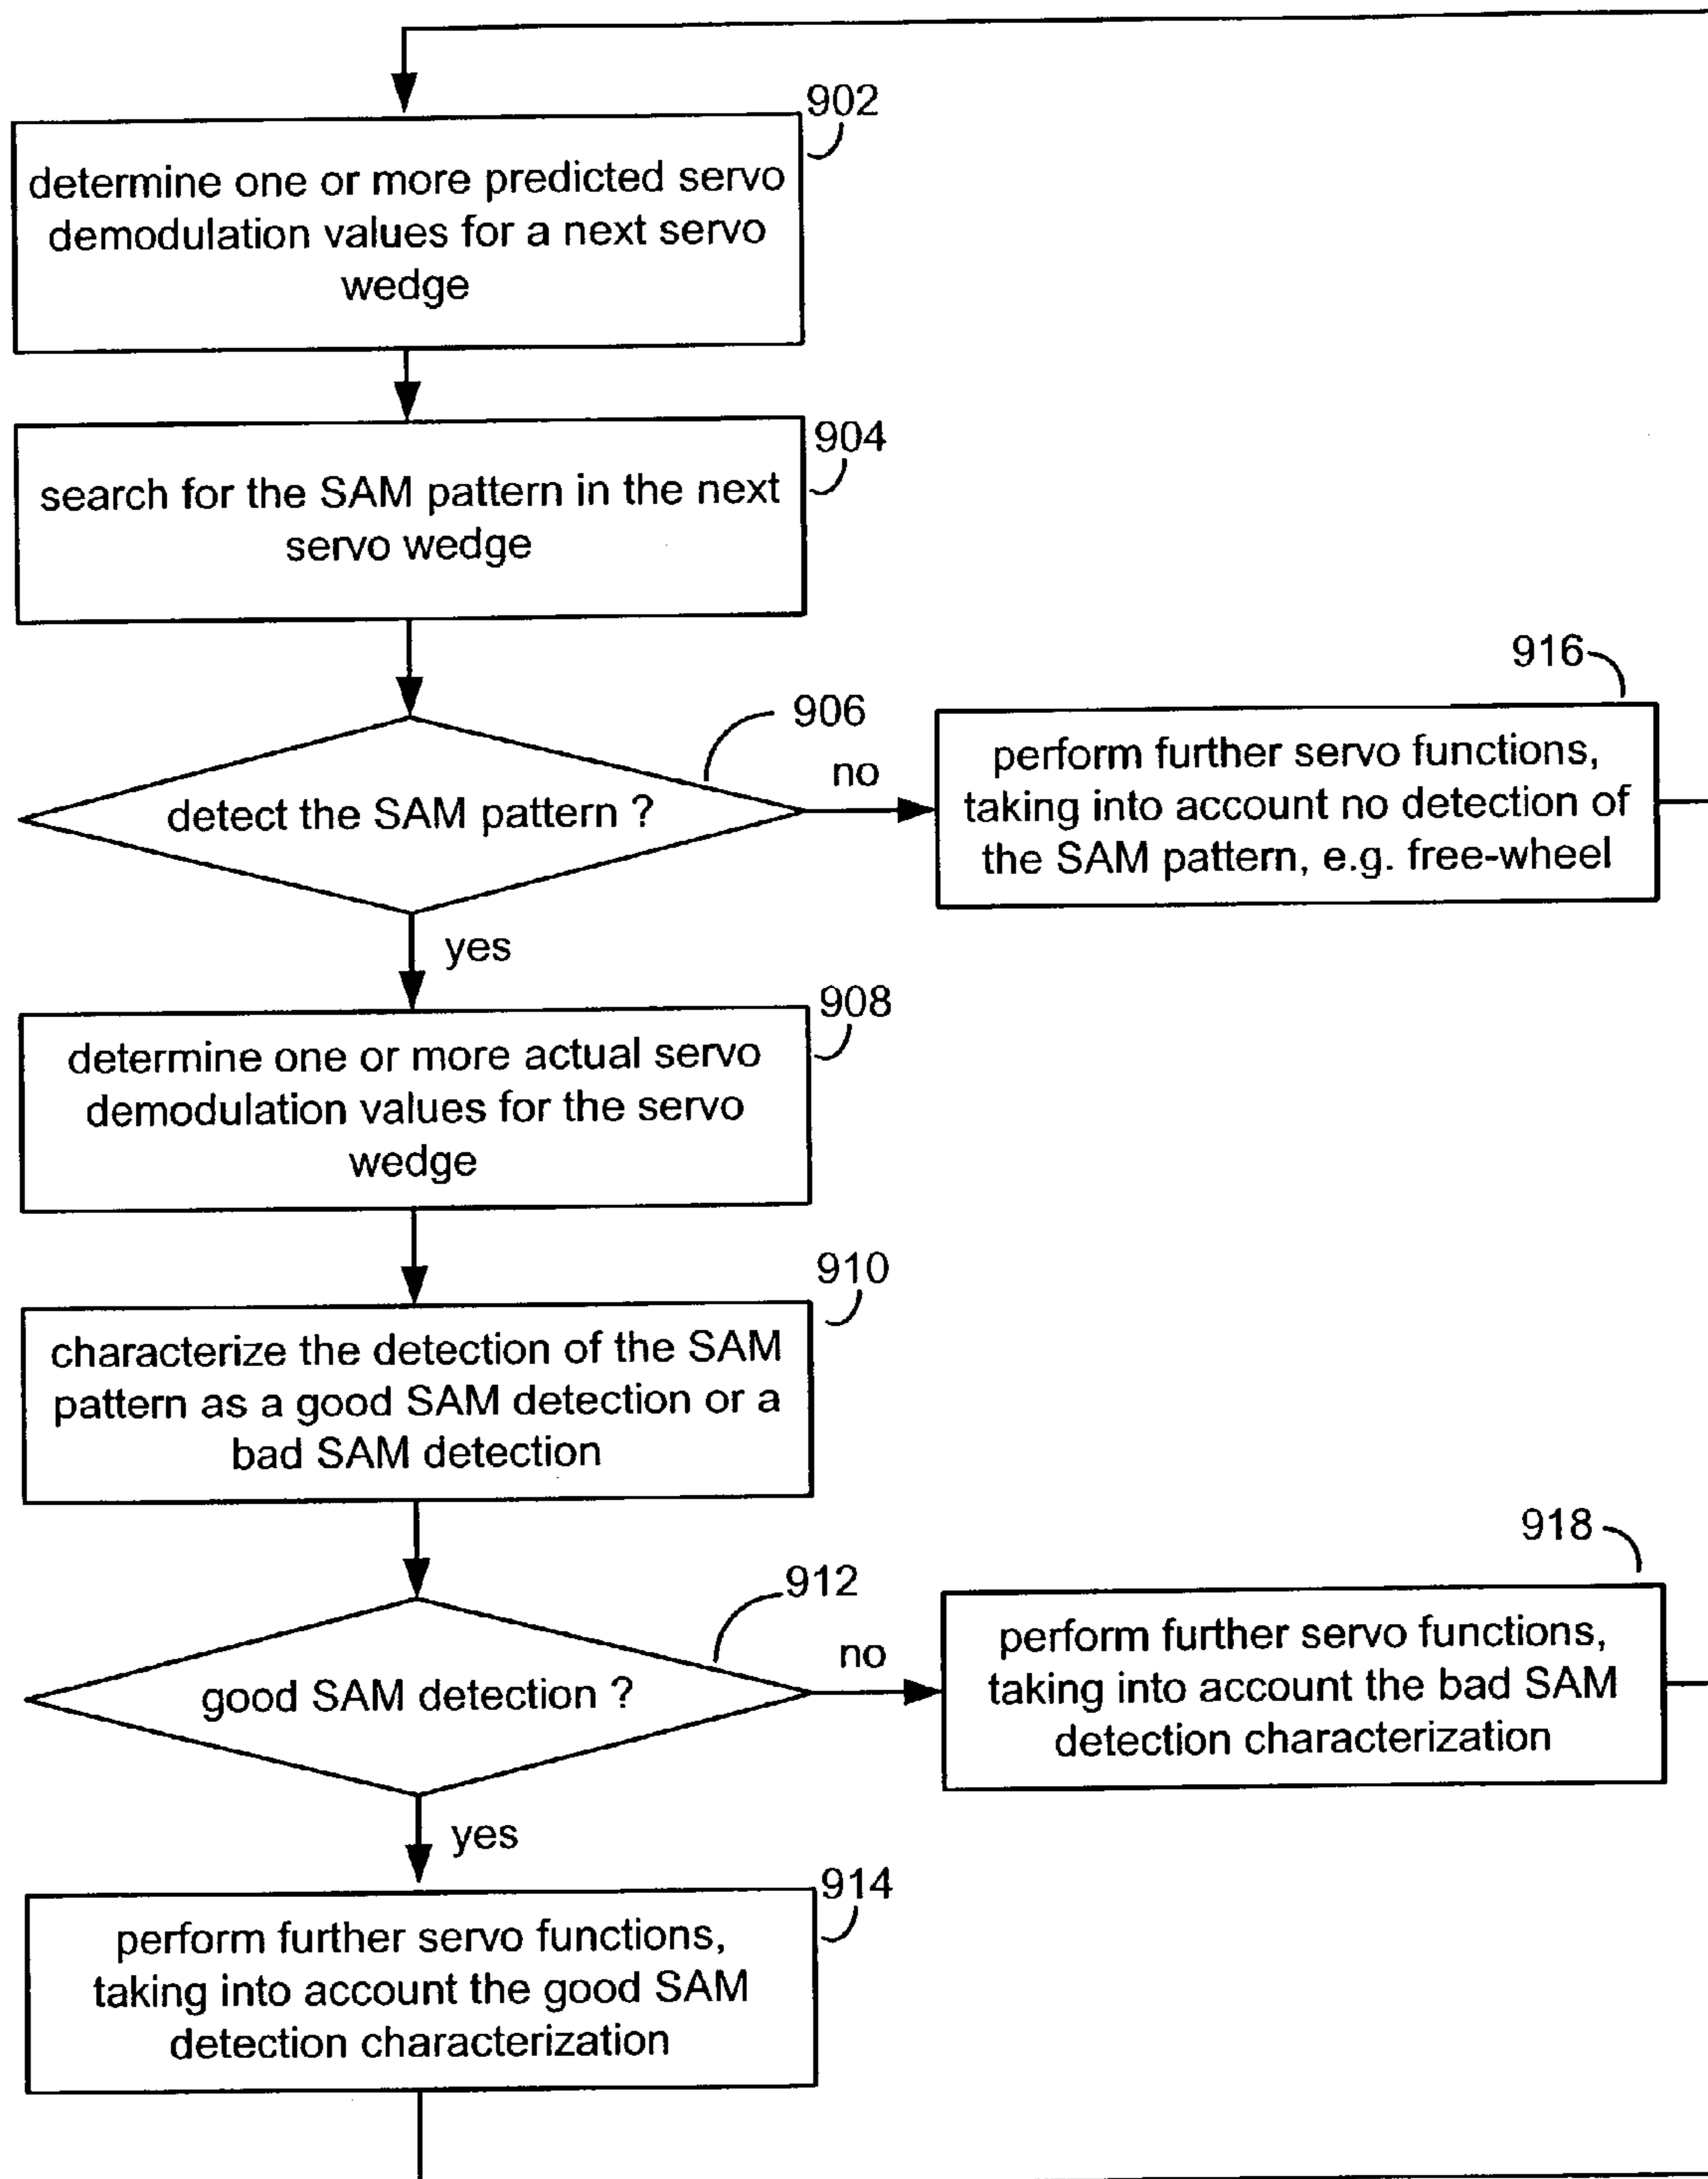 902
determine one or more predicted servo
demodulation values for a next servo
wedge
904
search for the SAM pattern in the next
servo wedge
906
detect the SAM pattern ?
no
916
perform further servo functions,
taking into account no detection of
the SAM pattern, e.g. free-wheel
yes
908
determine one or more actual servo
demodulation values for the servo
wedge
910
characterize the detection of the SAM
pattern as a good SAM detection or a
bad SAM detection
912
good SAM detection ?
no
918
perform further servo functions,
taking into account the bad SAM
detection characterization
yes
914
perform further servo functions,
taking into account the good SAM
detection characterization